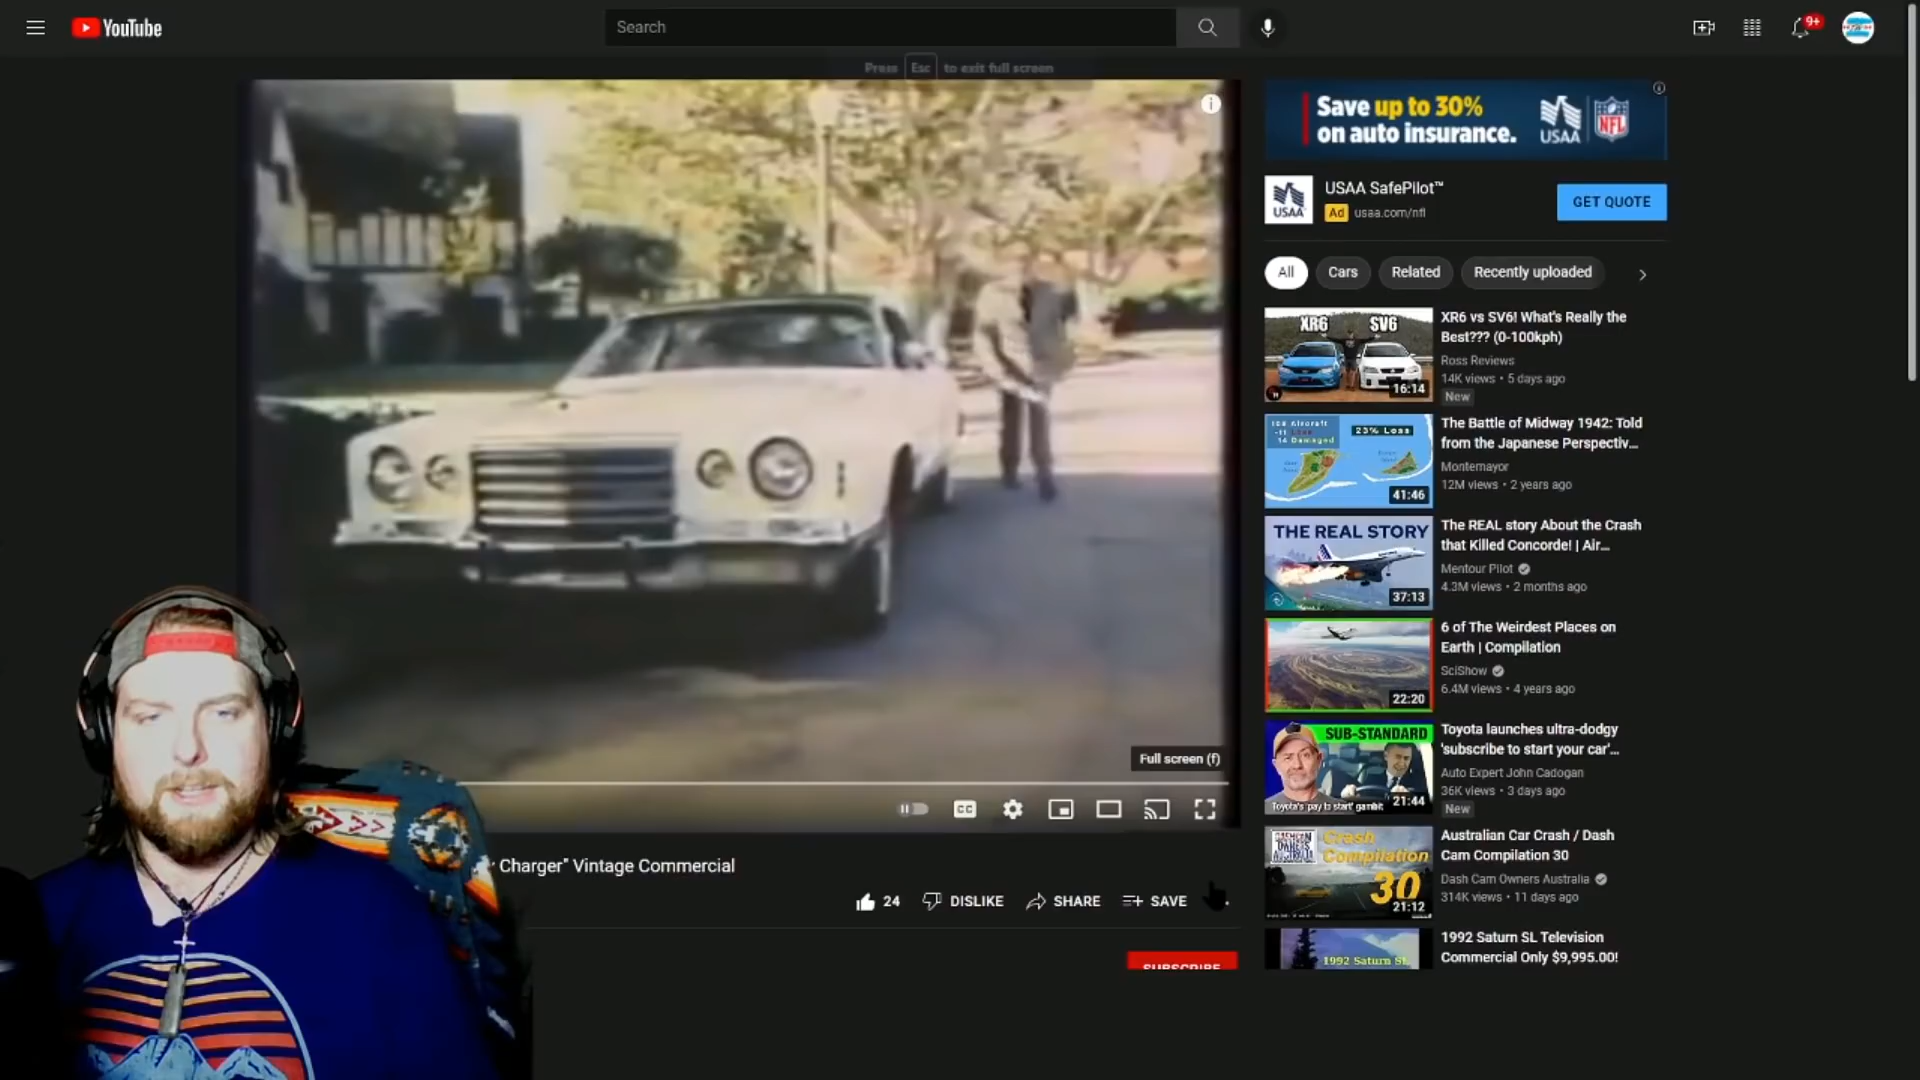 YouTube
Search
9+
Press Esc to exit full screen
Save up to 30%
on auto insurance.
USAA
NFL
USAA
USAA SafePilot™
Ad usaa.com/nfl
GET QUOTE
All
Cars
Related
Recently uploaded
XR6
SV6
16:14
XR6 vs SV6! What's Really the
Best??? (0-100kph)
Ross Reviews
14K views • 5 days ago
New
23% Loss
14 Damaged
41:46
The Battle of Midway 1942: Told
from the Japanese Perspectiv...
Montemayor
12M views • 2 years ago
THE REAL STORY
37:13
The REAL story About the Crash
that Killed Concorde! | Air...
Mentour Pilot
4.3M views • 2 months ago
22:20
6 of The Weirdest Places on
Earth | Compilation
SciShow
6.4M views • 4 years ago
SUB-STANDARD
Toyota's 'pay to start' gambit
21:44
Toyota launches ultra-dodgy
'subscribe to start your car'...
Auto Expert John Cadogan
36K views • 3 days ago
New
Crash
Compilation
30
21:12
Australian Car Crash / Dash
Cam Compilation 30
Dash Cam Owners Australia
314K views • 11 days ago
1992 Saturn SL
1992 Saturn SL Television
Commercial Only $9,995.00!
Full screen (f)
CC
Charger" Vintage Commercial
24
DISLIKE
SHARE
SAVE
SUBSCRIBE